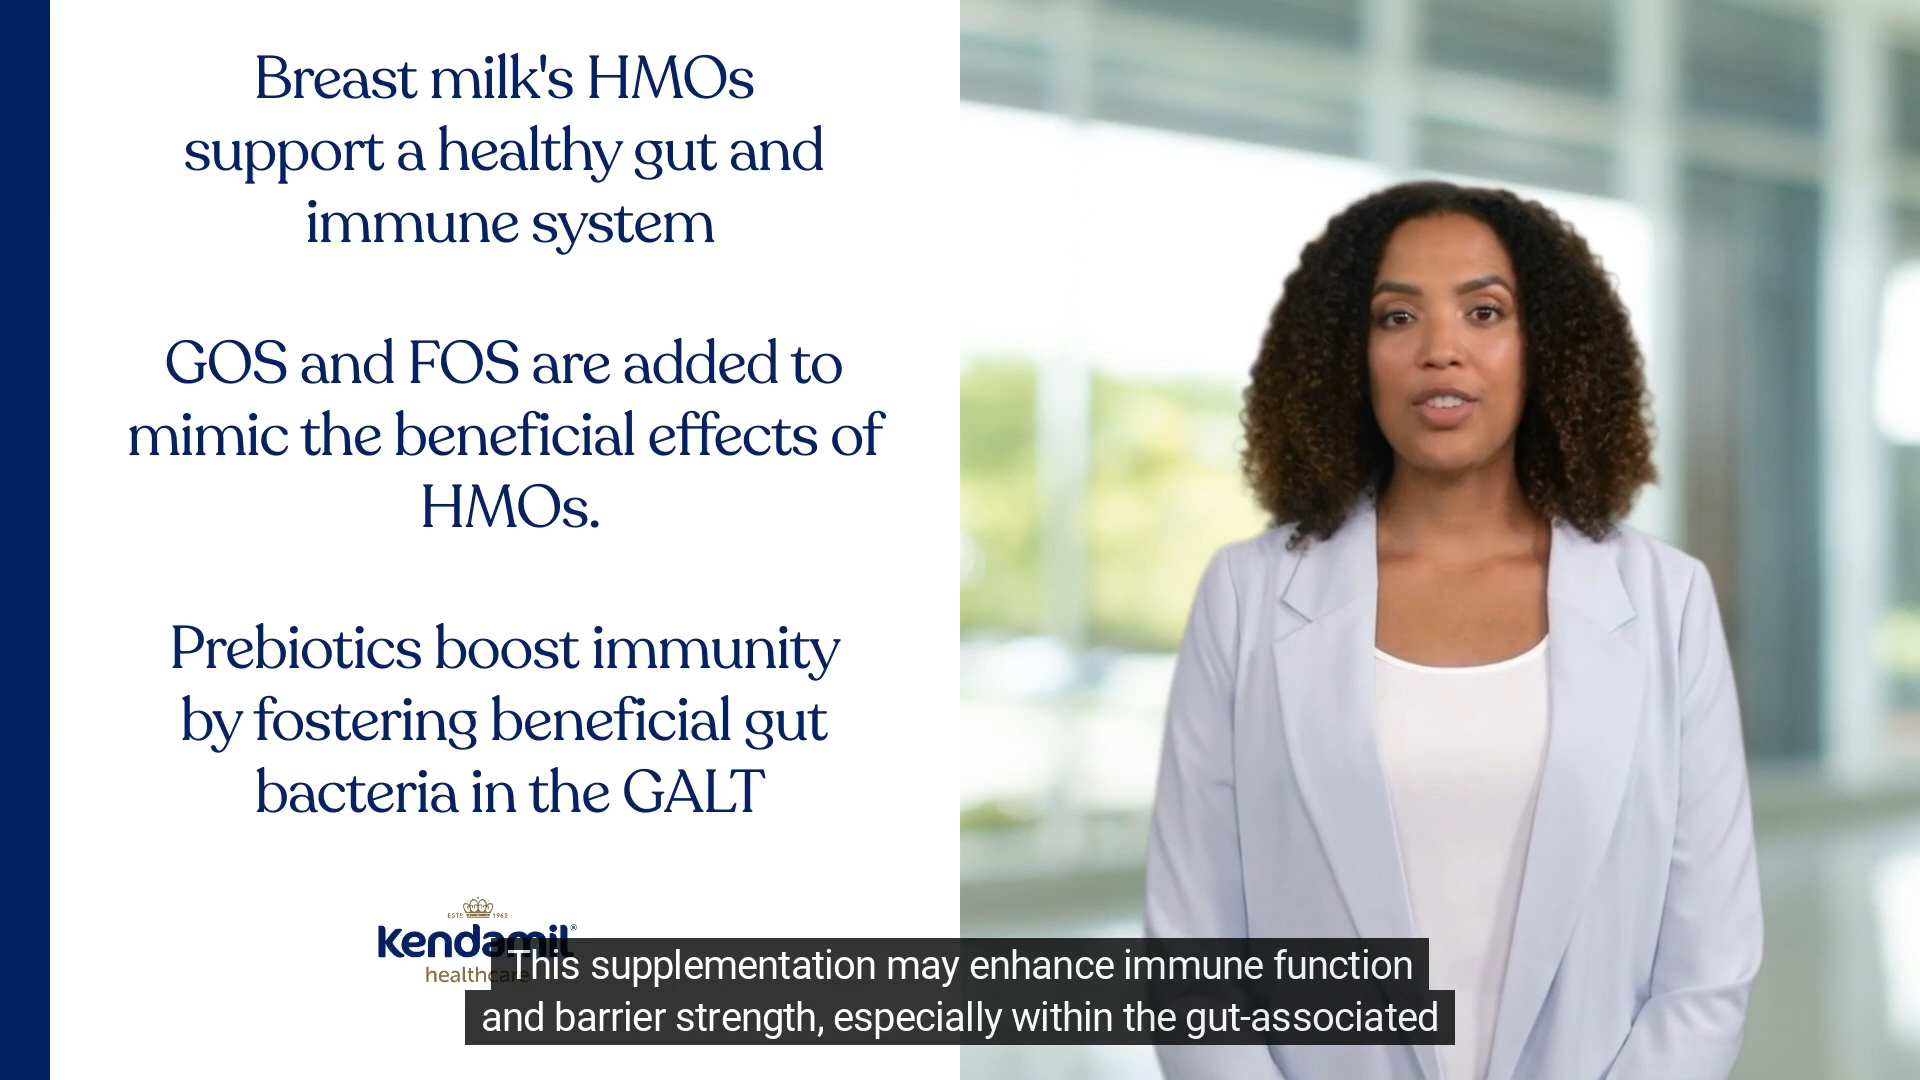 Breast milk's HMOs
support a healthy gut and
immune system
GOS and FOS are added to
mimic the beneficial effects of
HMOs.
Prebiotics boost immunity
by fostering beneficial gut
bacteria in the GALT
ESTD 1962
Kendamil®
healthcare
This supplementation may enhance immune function
and barrier strength, especially within the gut-associated